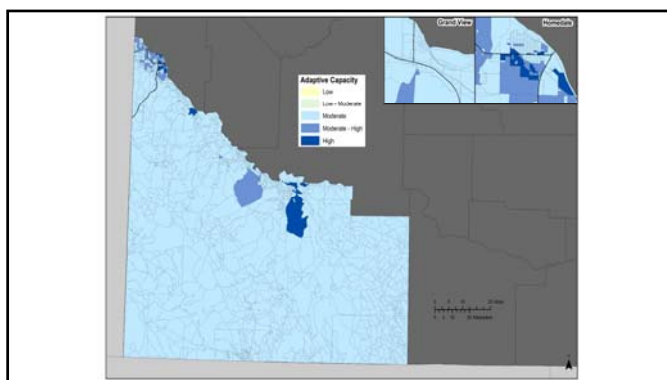 Grand View
Homedale
Adaptive Capacity
Low
Low - Moderate
Moderate
Moderate - High
High